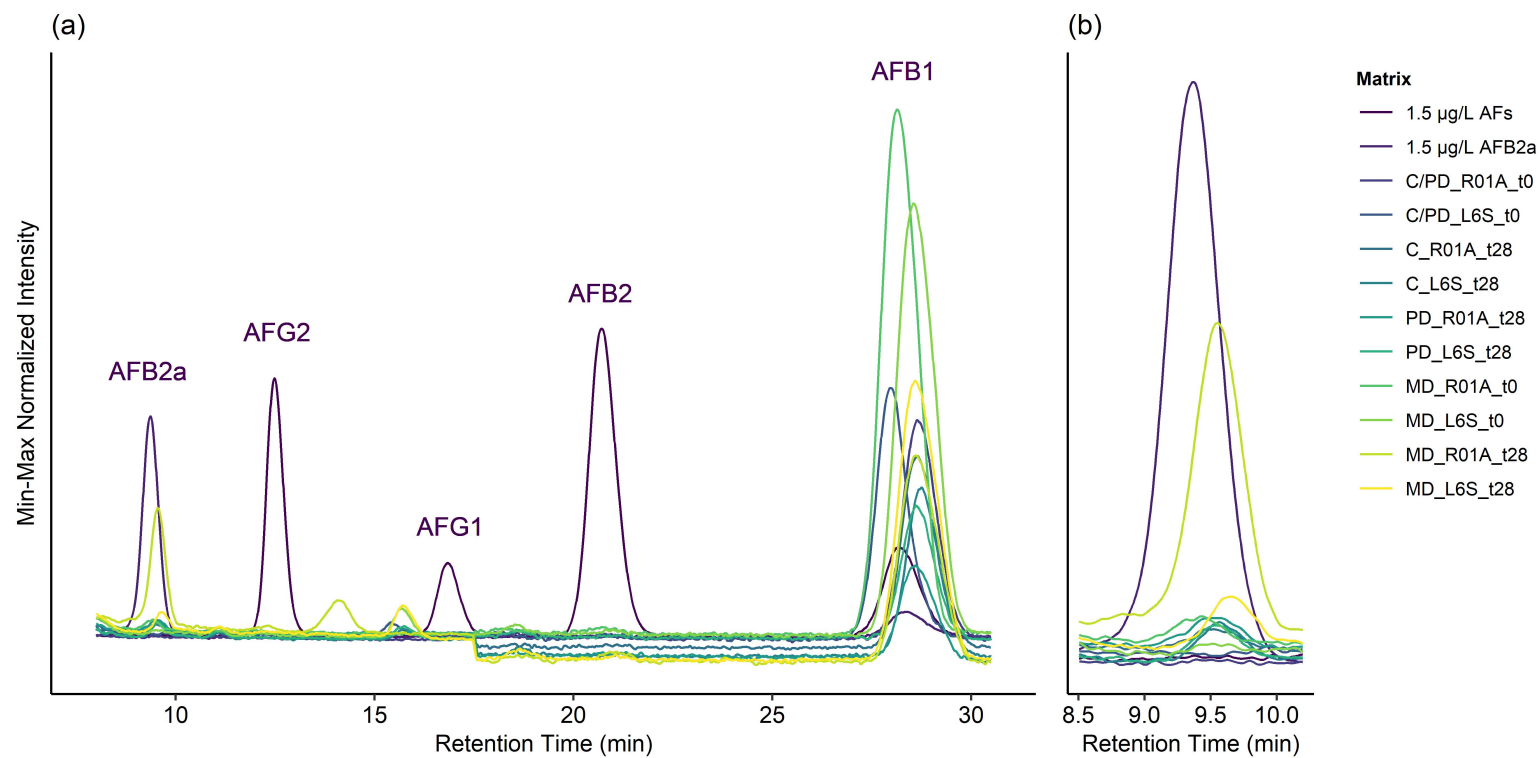 (a)
(b)
AFB1
AFB2
AFG2
AFB2a
AFG1
Min-Max Normalized Intensity
10
15
20
25
30
Retention Time (min)
8.5
9.0
9.5
10.0
Retention Time (min)
Matrix
1.5 µg/L AFs
1.5 µg/L AFB2a
C/PD_R01A_t0
C/PD_L6S_t0
C_R01A_t28
C_L6S_t28
PD_R01A_t28
PD_L6S_t28
MD_R01A_t0
MD_L6S_t0
MD_R01A_t28
MD_L6S_t28